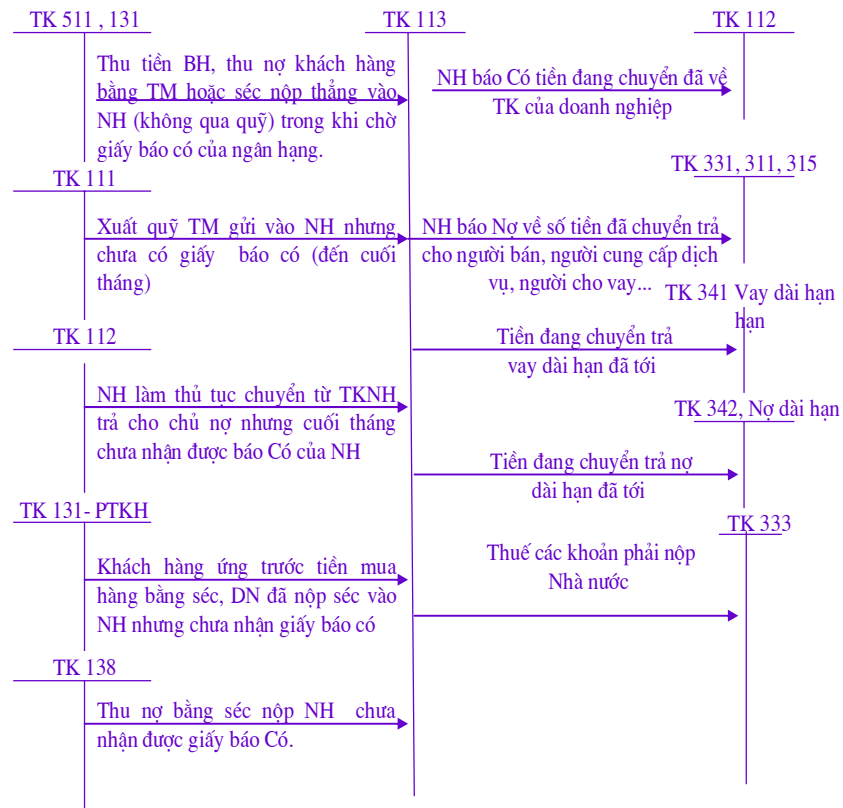 TK 511 , 131
TK 113
TK 112
Thu tiền BH, thu nợ khách hàng
bằng TM hoặc séc nộp thẳng vào
NH (không qua quỹ) trong khi chờ
giấy báo có của ngân hạng.
NH báo Có tiền đang chuyển đã về
TK của doanh nghiệp
TK 111
TK 331, 311, 315
Xuất quỹ TM gửi vào NH nhưng
chưa có giấy báo có (đến cuối
tháng)
NH báo Nợ về số tiền đã chuyển trả
cho người bán, người cung cấp dịch
vụ, người cho vay...
TK 341 Vay dài hạn
hạn
TK 112
Tiền đang chuyển trả
vay dài hạn đã tới
NH làm thủ tục chuyển từ TKNH
trả cho chủ nợ nhưng cuối tháng
chưa nhận được báo Có của NH
TK 342, Nợ dài hạn
Tiền đang chuyển trả nợ
dài hạn đã tới
TK 131- PTKH
TK 333
Khách hàng ứng trước tiền mua
hàng bằng séc, DN đã nộp séc vào
NH nhưng chưa nhận giấy báo có
Thuế các khoản phải nộp
Nhà nước
TK 138
Thu nợ bằng séc nộp NH chưa
nhận được giấy báo Có.